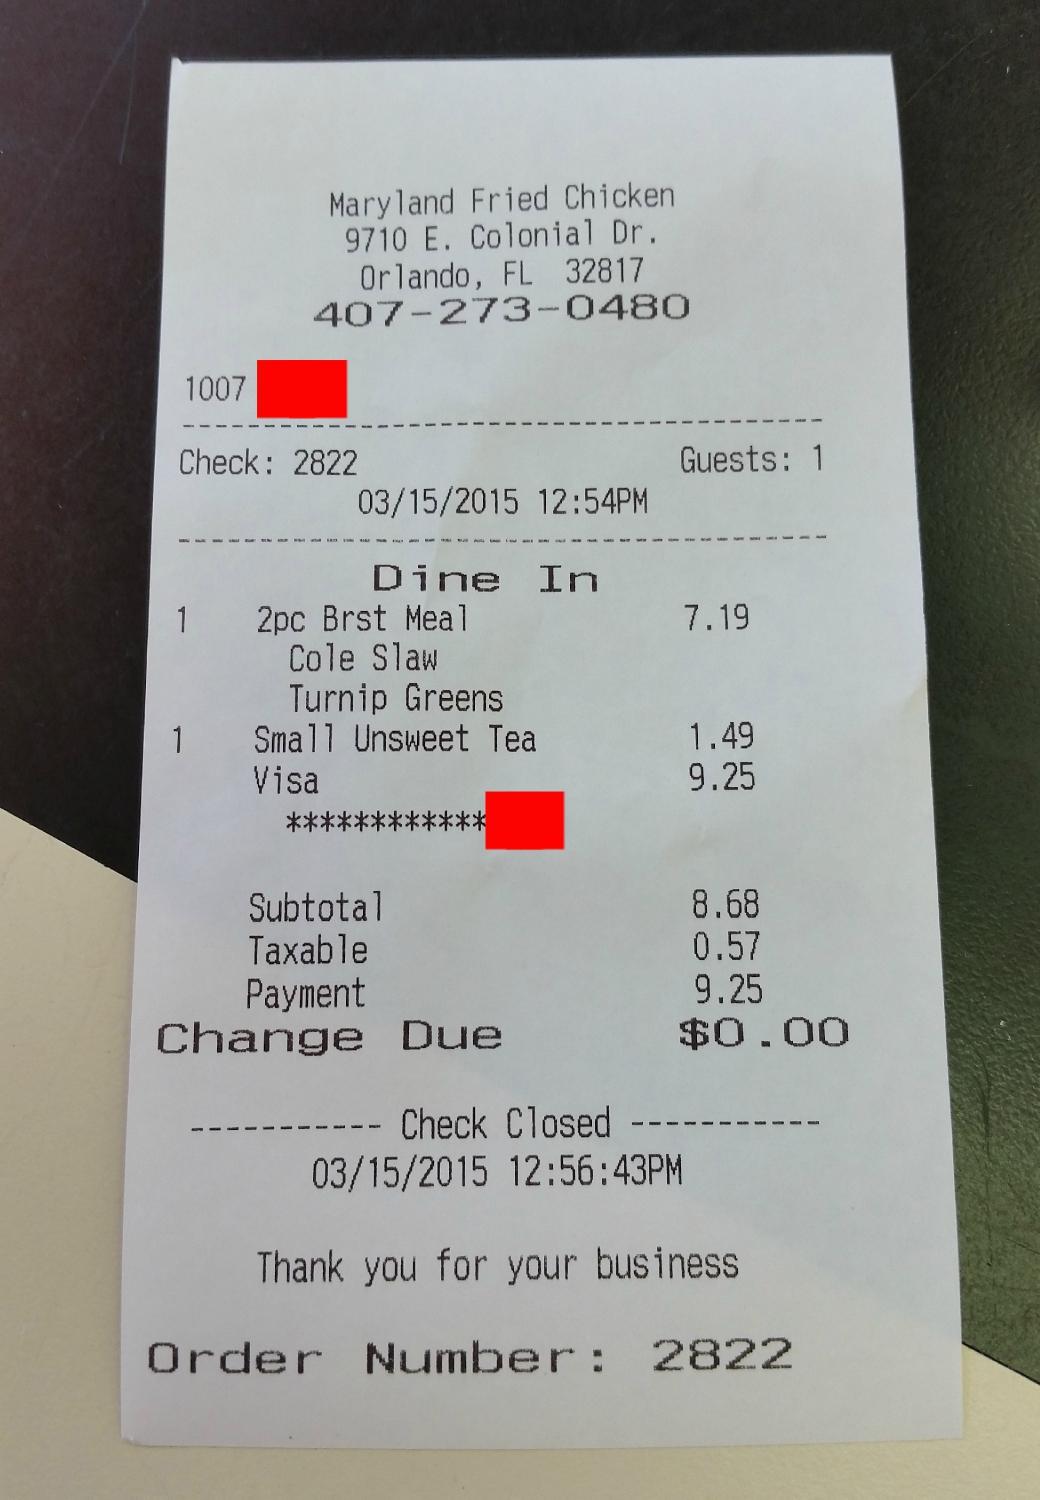 Maryland Fried Chicken
9710 E. Colonial Dr.
Orlando, FL 32817
407-273-0480
1007
Check: 2822 Guests: 1
03/15/2015 12:54PM
Dine In
1 2pc Brst Meal 7.19
Cole Slaw
Turnip Greens
1 Small Unsweet Tea 1.49
Visa 9.25
************
Subtotal 8.68
Taxable 0.57
Payment 9.25
Change Due $0.00
----------- Check Closed -----------
03/15/2015 12:56:43PM
Thank you for your business
Order Number: 2822